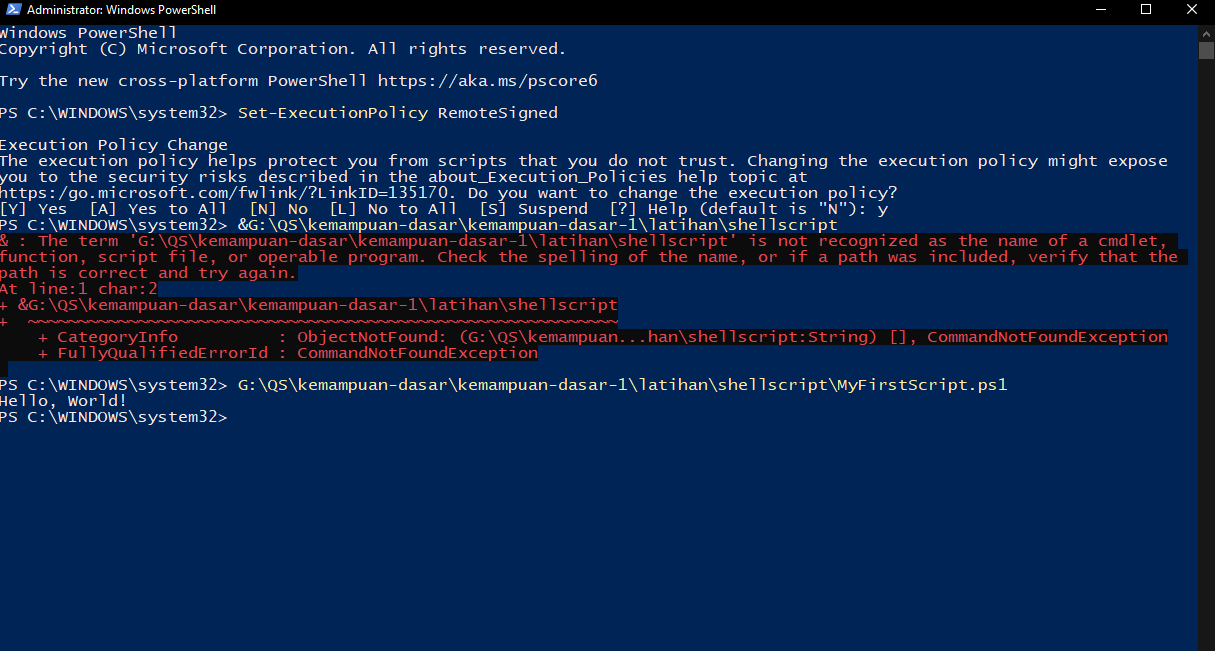 Administrator: Windows PowerShell
Windows PowerShell
Copyright (C) Microsoft Corporation. All rights reserved.
Try the new cross-platform PowerShell https://aka.ms/pscore6
PS C:\WINDOWS\system32> Set-ExecutionPolicy RemoteSigned
Execution Policy Change
The execution policy helps protect you from scripts that you do not trust. Changing the execution policy might expose
you to the security risks described in the about_Execution_Policies help topic at
https:/go.microsoft.com/fwlink/?LinkID=135170. Do you want to change the execution policy?
[Y] Yes  [A] Yes to All  [N] No  [L] No to All  [S] Suspend  [?] Help (default is "N"): y
PS C:\WINDOWS\system32> &G:\QS\kemampuan-dasar\kemampuan-dasar-1\latihan\shellscript
& : The term 'G:\QS\kemampuan-dasar\kemampuan-dasar-1\latihan\shellscript' is not recognized as the name of a cmdlet,
function, script file, or operable program. Check the spelling of the name, or if a path was included, verify that the
path is correct and try again.
At line:1 char:2
+ &G:\QS\kemampuan-dasar\kemampuan-dasar-1\latihan\shellscript
+  ~~~~~~~~~~~~~~~~~~~~~~~~~~~~~~~~~~~~~~~~~~~~~~~~~~~~~~~~~~~
    + CategoryInfo          : ObjectNotFound: (G:\QS\kemampuan...han\shellscript:String) [], CommandNotFoundException
    + FullyQualifiedErrorId : CommandNotFoundException
PS C:\WINDOWS\system32> G:\QS\kemampuan-dasar\kemampuan-dasar-1\latihan\shellscript\MyFirstScript.ps1
Hello, World!
PS C:\WINDOWS\system32>